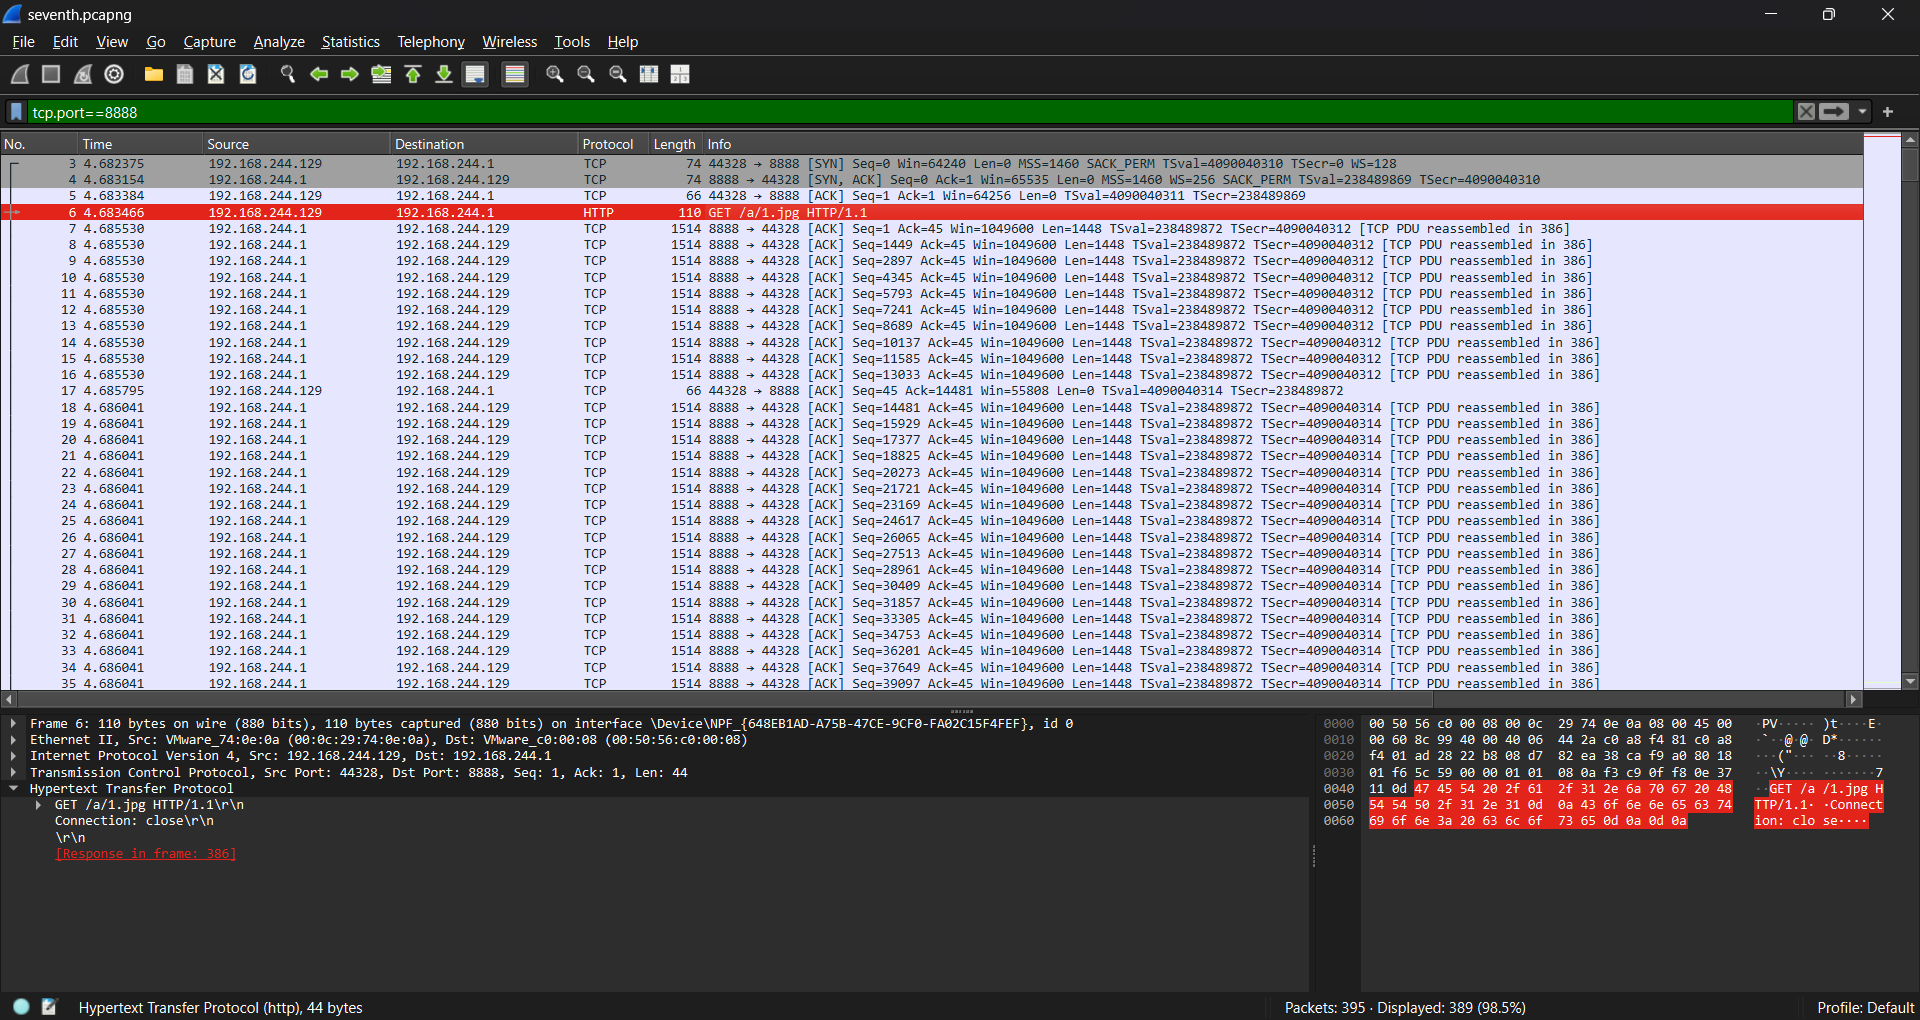 seventh.pcapng
File Edit View Go Capture Analyze Statistics Telephony Wireless Tools Help
tcp.port==8888
No. Time Source Destination Protocol Length Info
3 4.682375 192.168.244.129 192.168.244.1 TCP 74 44328 → 8888 [SYN] Seq=0 Win=64240 Len=0 MSS=1460 SACK_PERM TSval=4090040310 TSecr=0 WS=128
4 4.683154 192.168.244.1 192.168.244.129 TCP 74 8888 → 44328 [SYN, ACK] Seq=0 Ack=1 Win=65535 Len=0 MSS=1460 WS=256 SACK_PERM TSval=238489869 TSecr=4090040310
5 4.683384 192.168.244.129 192.168.244.1 TCP 66 44328 → 8888 [ACK] Seq=1 Ack=1 Win=64256 Len=0 TSval=4090040311 TSecr=238489869
6 4.683466 192.168.244.129 192.168.244.1 HTTP 110 GET /a/1.jpg HTTP/1.1
7 4.685530 192.168.244.1 192.168.244.129 TCP 1514 8888 → 44328 [ACK] Seq=1 Ack=45 Win=1049600 Len=1448 TSval=238489872 TSecr=4090040312 [TCP PDU reassembled in 386]
8 4.685530 192.168.244.1 192.168.244.129 TCP 1514 8888 → 44328 [ACK] Seq=1449 Ack=45 Win=1049600 Len=1448 TSval=238489872 TSecr=4090040312 [TCP PDU reassembled in 386]
9 4.685530 192.168.244.1 192.168.244.129 TCP 1514 8888 → 44328 [ACK] Seq=2897 Ack=45 Win=1049600 Len=1448 TSval=238489872 TSecr=4090040312 [TCP PDU reassembled in 386]
10 4.685530 192.168.244.1 192.168.244.129 TCP 1514 8888 → 44328 [ACK] Seq=4345 Ack=45 Win=1049600 Len=1448 TSval=238489872 TSecr=4090040312 [TCP PDU reassembled in 386]
11 4.685530 192.168.244.1 192.168.244.129 TCP 1514 8888 → 44328 [ACK] Seq=5793 Ack=45 Win=1049600 Len=1448 TSval=238489872 TSecr=4090040312 [TCP PDU reassembled in 386]
12 4.685530 192.168.244.1 192.168.244.129 TCP 1514 8888 → 44328 [ACK] Seq=7241 Ack=45 Win=1049600 Len=1448 TSval=238489872 TSecr=4090040312 [TCP PDU reassembled in 386]
13 4.685530 192.168.244.1 192.168.244.129 TCP 1514 8888 → 44328 [ACK] Seq=8689 Ack=45 Win=1049600 Len=1448 TSval=238489872 TSecr=4090040312 [TCP PDU reassembled in 386]
14 4.685530 192.168.244.1 192.168.244.129 TCP 1514 8888 → 44328 [ACK] Seq=10137 Ack=45 Win=1049600 Len=1448 TSval=238489872 TSecr=4090040312 [TCP PDU reassembled in 386]
15 4.685530 192.168.244.1 192.168.244.129 TCP 1514 8888 → 44328 [ACK] Seq=11585 Ack=45 Win=1049600 Len=1448 TSval=238489872 TSecr=4090040312 [TCP PDU reassembled in 386]
16 4.685530 192.168.244.1 192.168.244.129 TCP 1514 8888 → 44328 [ACK] Seq=13033 Ack=45 Win=1049600 Len=1448 TSval=238489872 TSecr=4090040312 [TCP PDU reassembled in 386]
17 4.685795 192.168.244.129 192.168.244.1 TCP 66 44328 → 8888 [ACK] Seq=45 Ack=14481 Win=55808 Len=0 TSval=4090040314 TSecr=238489872
18 4.686041 192.168.244.1 192.168.244.129 TCP 1514 8888 → 44328 [ACK] Seq=14481 Ack=45 Win=1049600 Len=1448 TSval=238489872 TSecr=4090040314 [TCP PDU reassembled in 386]
19 4.686041 192.168.244.1 192.168.244.129 TCP 1514 8888 → 44328 [ACK] Seq=15929 Ack=45 Win=1049600 Len=1448 TSval=238489872 TSecr=4090040314 [TCP PDU reassembled in 386]
20 4.686041 192.168.244.1 192.168.244.129 TCP 1514 8888 → 44328 [ACK] Seq=17377 Ack=45 Win=1049600 Len=1448 TSval=238489872 TSecr=4090040314 [TCP PDU reassembled in 386]
21 4.686041 192.168.244.1 192.168.244.129 TCP 1514 8888 → 44328 [ACK] Seq=18825 Ack=45 Win=1049600 Len=1448 TSval=238489872 TSecr=4090040314 [TCP PDU reassembled in 386]
22 4.686041 192.168.244.1 192.168.244.129 TCP 1514 8888 → 44328 [ACK] Seq=20273 Ack=45 Win=1049600 Len=1448 TSval=238489872 TSecr=4090040314 [TCP PDU reassembled in 386]
23 4.686041 192.168.244.1 192.168.244.129 TCP 1514 8888 → 44328 [ACK] Seq=21721 Ack=45 Win=1049600 Len=1448 TSval=238489872 TSecr=4090040314 [TCP PDU reassembled in 386]
24 4.686041 192.168.244.1 192.168.244.129 TCP 1514 8888 → 44328 [ACK] Seq=23169 Ack=45 Win=1049600 Len=1448 TSval=238489872 TSecr=4090040314 [TCP PDU reassembled in 386]
25 4.686041 192.168.244.1 192.168.244.129 TCP 1514 8888 → 44328 [ACK] Seq=24617 Ack=45 Win=1049600 Len=1448 TSval=238489872 TSecr=4090040314 [TCP PDU reassembled in 386]
26 4.686041 192.168.244.1 192.168.244.129 TCP 1514 8888 → 44328 [ACK] Seq=26065 Ack=45 Win=1049600 Len=1448 TSval=238489872 TSecr=4090040314 [TCP PDU reassembled in 386]
27 4.686041 192.168.244.1 192.168.244.129 TCP 1514 8888 → 44328 [ACK] Seq=27513 Ack=45 Win=1049600 Len=1448 TSval=238489872 TSecr=4090040314 [TCP PDU reassembled in 386]
28 4.686041 192.168.244.1 192.168.244.129 TCP 1514 8888 → 44328 [ACK] Seq=28961 Ack=45 Win=1049600 Len=1448 TSval=238489872 TSecr=4090040314 [TCP PDU reassembled in 386]
29 4.686041 192.168.244.1 192.168.244.129 TCP 1514 8888 → 44328 [ACK] Seq=30409 Ack=45 Win=1049600 Len=1448 TSval=238489872 TSecr=4090040314 [TCP PDU reassembled in 386]
30 4.686041 192.168.244.1 192.168.244.129 TCP 1514 8888 → 44328 [ACK] Seq=31857 Ack=45 Win=1049600 Len=1448 TSval=238489872 TSecr=4090040314 [TCP PDU reassembled in 386]
31 4.686041 192.168.244.1 192.168.244.129 TCP 1514 8888 → 44328 [ACK] Seq=33305 Ack=45 Win=1049600 Len=1448 TSval=238489872 TSecr=4090040314 [TCP PDU reassembled in 386]
32 4.686041 192.168.244.1 192.168.244.129 TCP 1514 8888 → 44328 [ACK] Seq=34753 Ack=45 Win=1049600 Len=1448 TSval=238489872 TSecr=4090040314 [TCP PDU reassembled in 386]
33 4.686041 192.168.244.1 192.168.244.129 TCP 1514 8888 → 44328 [ACK] Seq=36201 Ack=45 Win=1049600 Len=1448 TSval=238489872 TSecr=4090040314 [TCP PDU reassembled in 386]
34 4.686041 192.168.244.1 192.168.244.129 TCP 1514 8888 → 44328 [ACK] Seq=37649 Ack=45 Win=1049600 Len=1448 TSval=238489872 TSecr=4090040314 [TCP PDU reassembled in 386]
35 4.686041 192.168.244.1 192.168.244.129 TCP 1514 8888 → 44328 [ACK] Seq=39097 Ack=45 Win=1049600 Len=1448 TSval=238489872 TSecr=4090040314 [TCP PDU reassembled in 386]
Frame 6: 110 bytes on wire (880 bits), 110 bytes captured (880 bits) on interface \Device\NPF_{648EB1AD-A75B-47CE-9CF0-FA02C15F4FEF}, id 0
Ethernet II, Src: VMware_74:0e:0a (00:0c:29:74:0e:0a), Dst: VMware_c0:00:08 (00:50:56:c0:00:08)
Internet Protocol Version 4, Src: 192.168.244.129, Dst: 192.168.244.1
Transmission Control Protocol, Src Port: 44328, Dst Port: 8888, Seq: 1, Ack: 1, Len: 44
Hypertext Transfer Protocol
GET /a/1.jpg HTTP/1.1\r\n
Connection: close\r\n
\r\n
[Response in frame: 386]
0000 00 50 56 c0 00 08 00 0c 29 74 0e 0a 08 00 45 00 ·PV····· )t····E·
0010 00 60 8c 99 40 00 40 06 44 2a c0 a8 f4 81 c0 a8 ·`··@·@· D*······
0020 f4 01 ad 28 22 b8 08 d7 82 ea 38 ca f9 a0 80 18 ···("··· ··8·····
0030 01 f6 5c 59 00 00 01 01 08 0a f3 c9 0f f8 0e 37 ··\Y···· ·······7
0040 11 0d 47 45 54 20 2f 61 2f 31 2e 6a 70 67 20 48 ··GET /a /1.jpg H
0050 54 54 50 2f 31 2e 31 0d 0a 43 6f 6e 6e 65 63 74 TTP/1.1· ·Connect
0060 69 6f 6e 3a 20 63 6c 6f 73 65 0d 0a 0d 0a ion: clo se····
Hypertext Transfer Protocol (http), 44 bytes
Packets: 395 · Displayed: 389 (98.5%)
Profile: Default